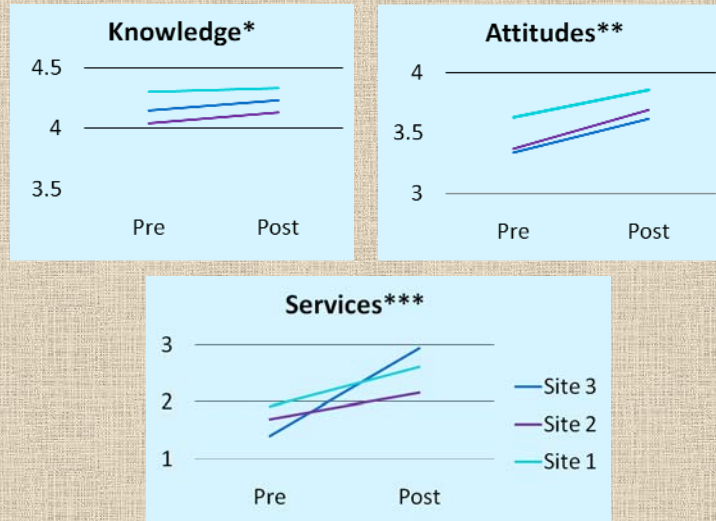 Knowledge*
4.5
4
3.5
Pre Post
Attitudes**
4
3.5
3
Pre Post
Services***
3
2
1
Pre Post
Site 3
Site 2
Site 1